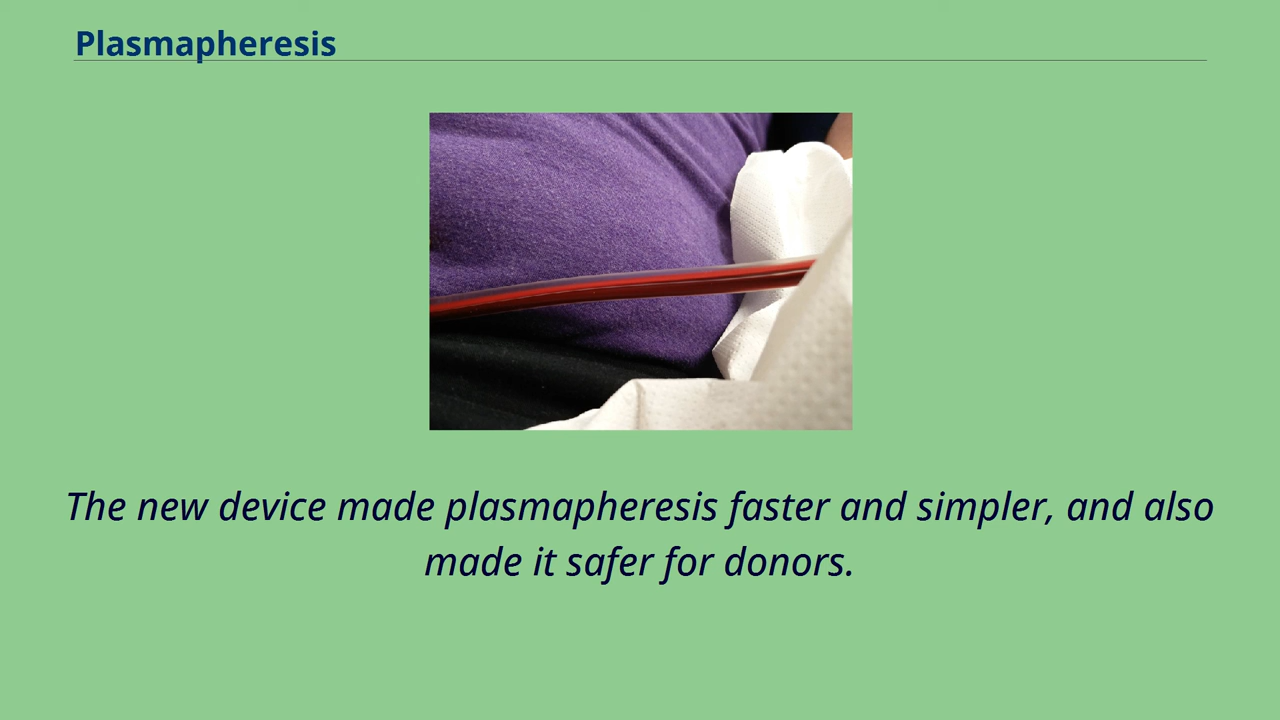 Plasmapheresis
The new device made plasmapheresis faster and simpler, and also
made it safer for donors.